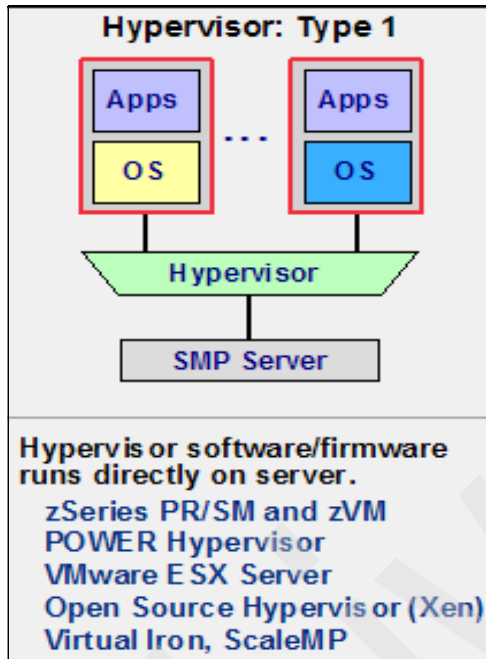 Hypervisor: Type 1
Apps
Apps
...
OS
OS
Hypervisor
SMP Server
Hypervisor software/firmware
runs directly on server.
zSeries PR/SM and zVM
POWER Hypervisor
VMware ESX Server
Open Source Hypervisor (Xen)
Virtual Iron, ScaleMP